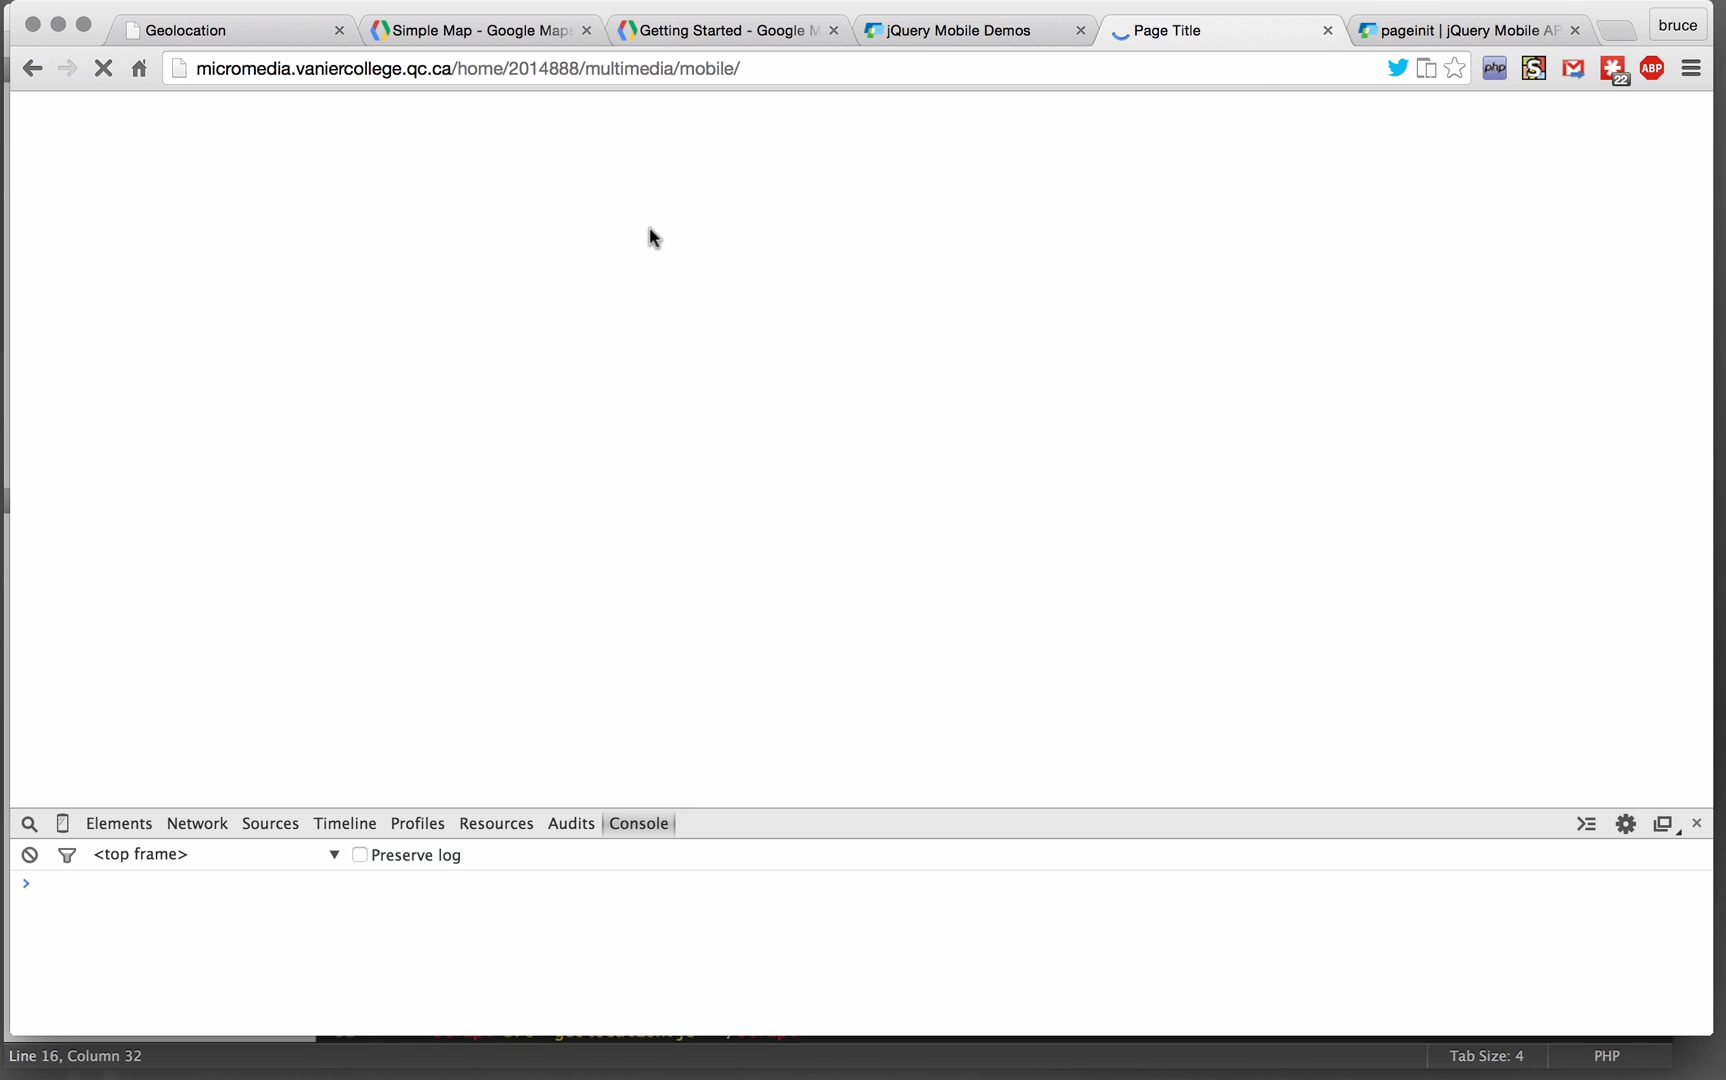 Geolocation
Simple Map - Google Maps
Getting Started - Google M
jQuery Mobile Demos
Page Title
pageinit | jQuery Mobile AP
bruce
micromedia.vaniercollege.qc.ca/home/2014888/multimedia/mobile/
php
S
22
ABP
Elements Network Sources Timeline Profiles Resources Audits Console
<top frame>
Preserve log
Line 16, Column 32
Tab Size: 4
PHP